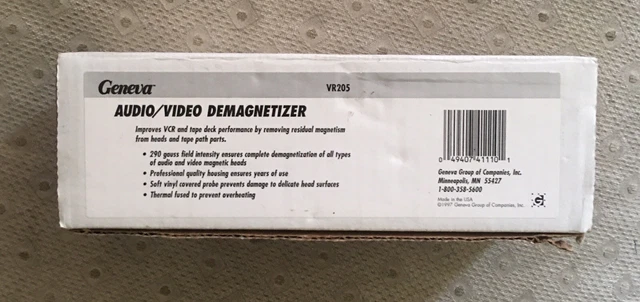 Geneva
VR205
AUDIO/VIDEO DEMAGNETIZER
Improves VCR and tape deck performance by removing residual magnetism
from heads and tape path parts.
• 290 gauss field intensity ensures complete demagnetization of all types
of audio and video magnetic heads
• Professional quality housing ensures years of use
• Soft vinyl covered probe prevents damage to delicate head surfaces
• Thermal fused to prevent overheating
0 49407 41110 1
Geneva Group of Companies, Inc.
Minneapolis, MN 55427
1-800-358-5600
Made in the USA
©1997 Geneva Group of Companies, Inc.
G